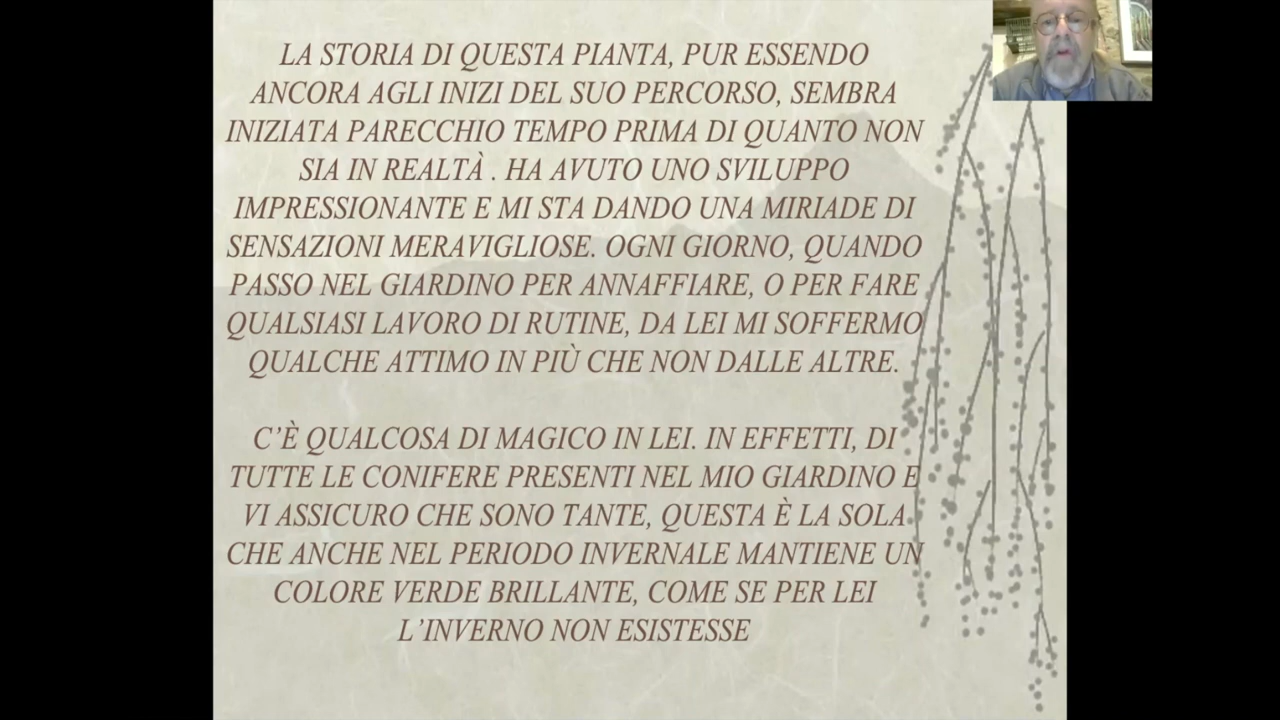 LA STORIA DI QUESTA PIANTA, PUR ESSENDO
ANCORA AGLI INIZI DEL SUO PERCORSO, SEMBRA
INIZIATA PARECCHIO TEMPO PRIMA DI QUANTO NON
SIA IN REALTÀ . HA AVUTO UNO SVILUPPO
IMPRESSIONANTE E MI STA DANDO UNA MIRIADE DI
SENSAZIONI MERAVIGLIOSE. OGNI GIORNO, QUANDO
PASSO NEL GIARDINO PER ANNAFFIARE, O PER FARE
QUALSIASI LAVORO DI RUTINE, DA LEI MI SOFFERMO
QUALCHE ATTIMO IN PIÙ CHE NON DALLE ALTRE.
C’È QUALCOSA DI MAGICO IN LEI. IN EFFETTI, DI
TUTTE LE CONIFERE PRESENTI NEL MIO GIARDINO E
VI ASSICURO CHE SONO TANTE, QUESTA È LA SOLA
CHE ANCHE NEL PERIODO INVERNALE MANTIENE UN
COLORE VERDE BRILLANTE, COME SE PER LEI
L’INVERNO NON ESISTESSE